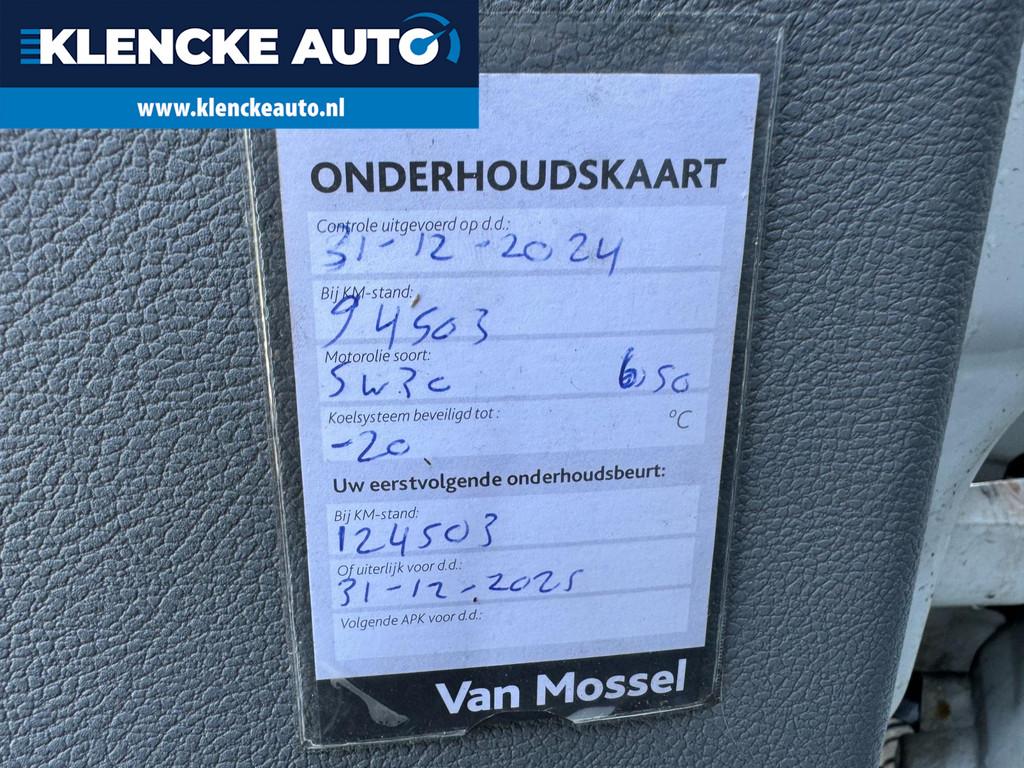 KLENCKE AUTO
www.klenckeauto.nl
ONDERHOUDSKAART
Controle uitgevoerd op d.d.:
31-12-2024
Bij KM-stand:
94503
Motorolie soort:
5w30 6,50
Koelsysteem beveiligd tot :
-20 °C
Uw eerstvolgende onderhoudsbeurt:
Bij KM-stand:
124503
Of uiterlijk voor d.d.:
31-12-2025
Volgende APK voor d.d.:
Van Mossel